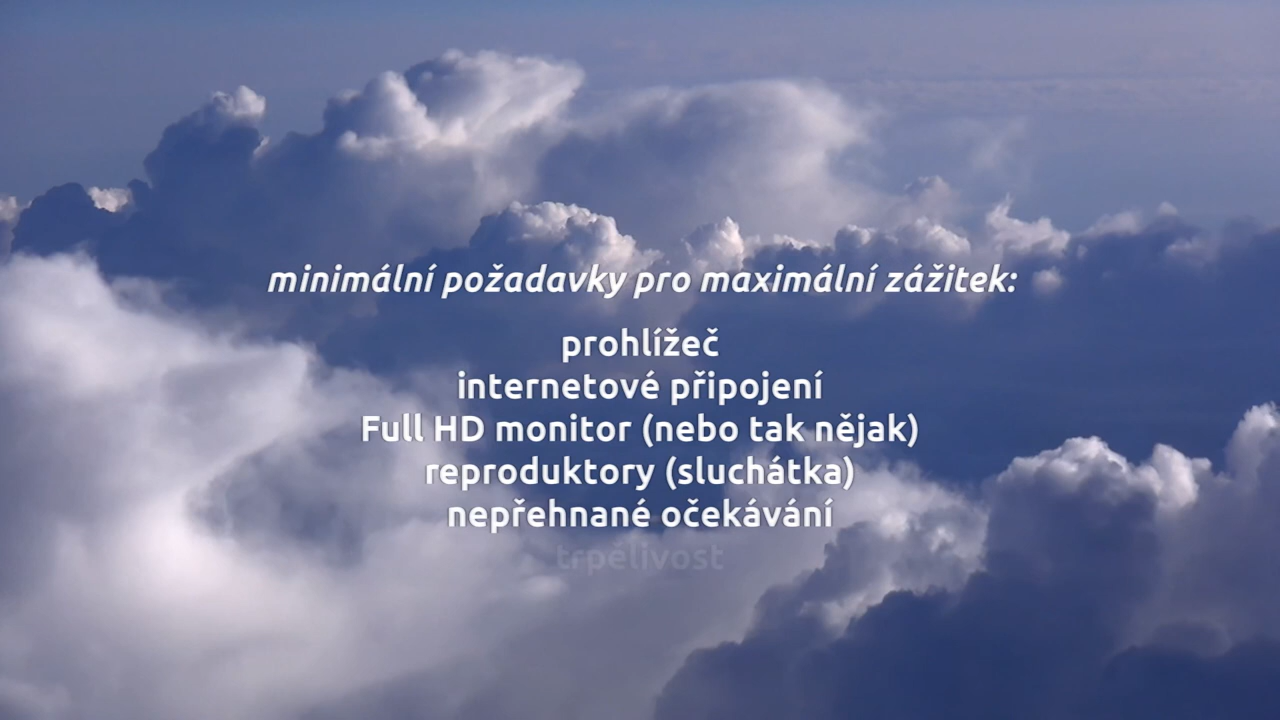 minimální požadavky pro maximální zážitek:
prohlížeč
internetové připojení
Full HD monitor (nebo tak nějak)
reproduktory (sluchátka)
nepřehnané očekávání
trpělivost